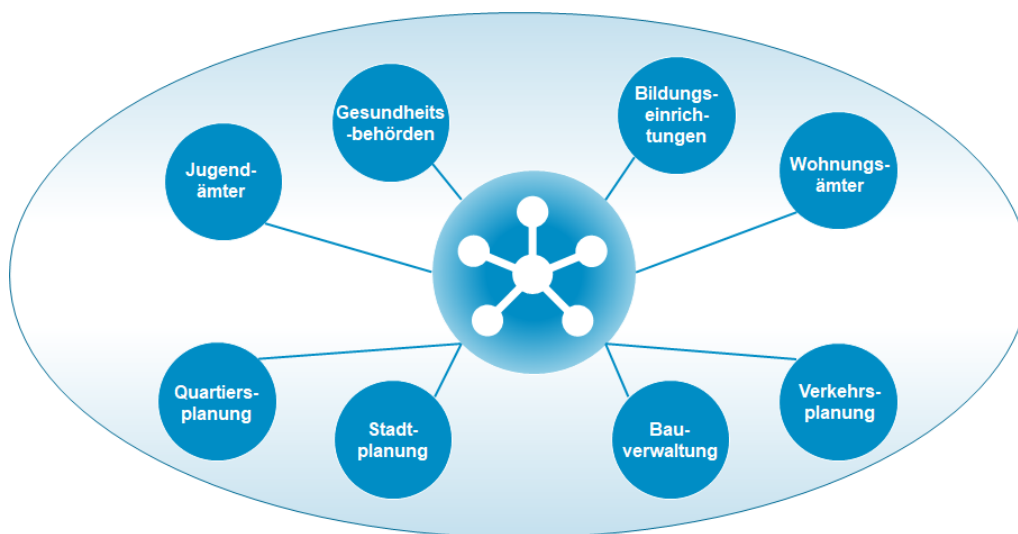 Gesundheits
-behörden
Bildungs-
einrich-
tungen
Jugend-
ämter
Wohnungs-
ämter
Quartiers-
planung
Stadt-
planung
Bau-
verwaltung
Verkehrs-
planung